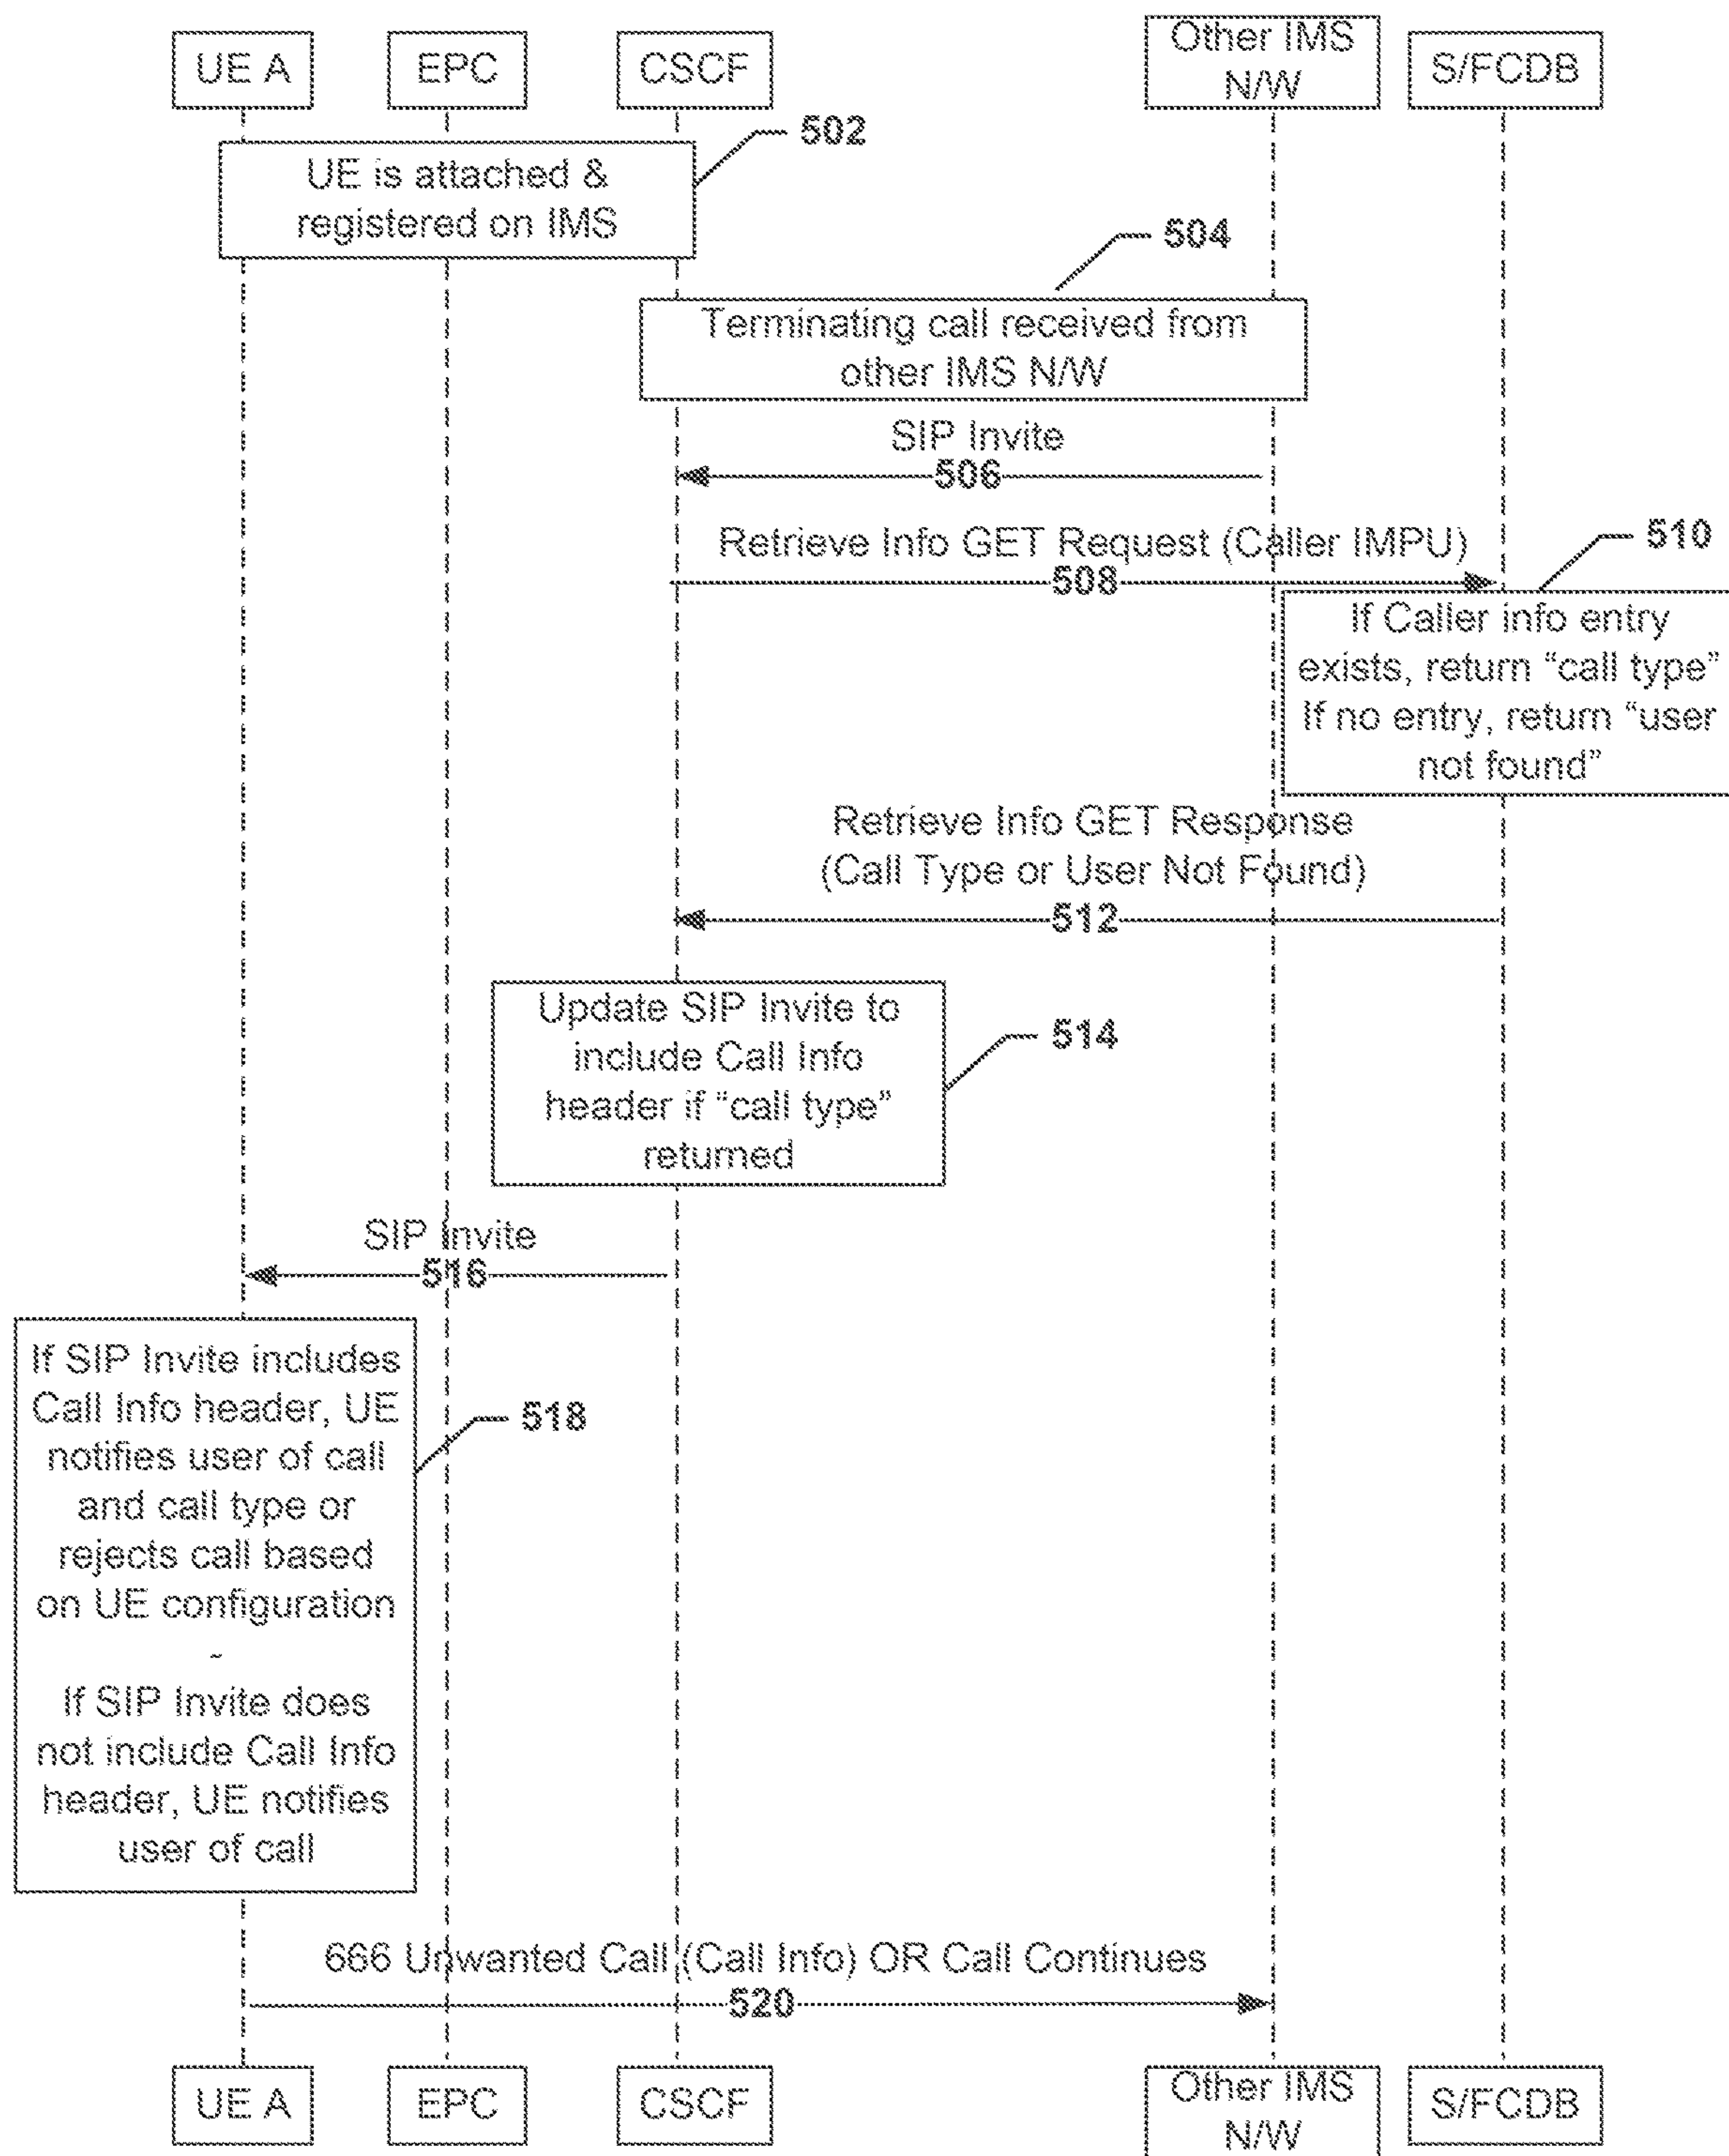 UE A
EPC
CSCF
Other IMS
N/W
S/FCDB
502
UE is attached &
registered on IMS
504
Terminating call received from
other IMS N/W
SIP Invite
506
Retrieve Info GET Request (Caller IMPU)
508
510
If Caller info entry
exists, return “call type”
If no entry, return “user
not found”
Retrieve Info GET Response
(Call Type or User Not Found)
512
Update SIP Invite to
include Call Info
header if “call type”
returned
514
SIP Invite
516
If SIP Invite includes
Call Info header, UE
notifies user of call
and call type or
rejects call based
on UE configuration
-
If SIP Invite does
not include Call Info
header, UE notifies
user of call
518
666 Unwanted Call (Call Info) OR Call Continues
520
UE A
EPC
CSCF
Other IMS
N/W
S/FCDB